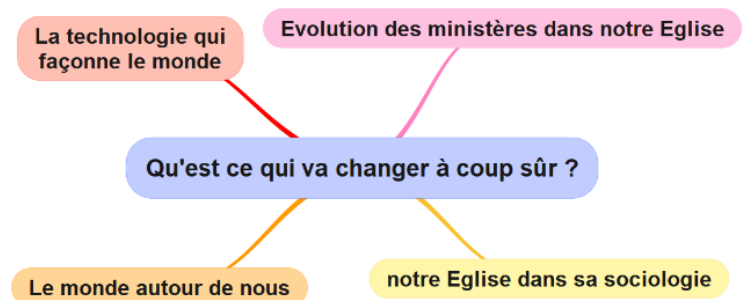 La technologie qui
façonne le monde
Evolution des ministères dans notre Eglise
Qu'est ce qui va changer à coup sûr ?
Le monde autour de nous
notre Eglise dans sa sociologie